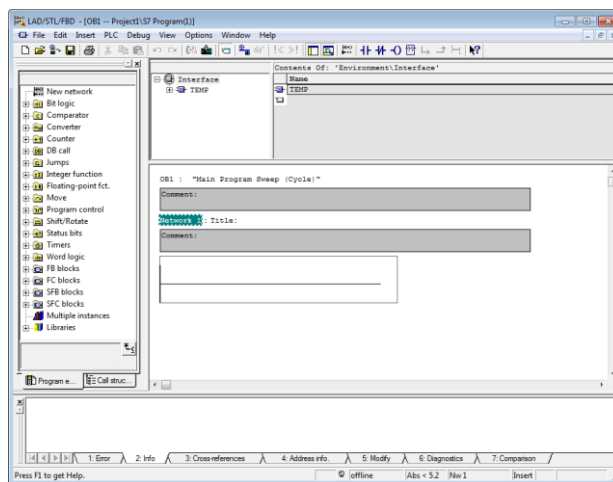 LAD/STL/FBD - [OB1 -- Project1\S7 Program(1)]
File Edit Insert PLC Debug View Options Window Help
Contents Of: 'Environment\Interface'
Interface
TEMP
Name
TEMP
New network
Bit logic
Comparator
Converter
Counter
DB call
Jumps
Integer function
Floating-point fct.
Move
Program control
Shift/Rotate
Status bits
Timers
Word logic
FB blocks
FC blocks
SFB blocks
SFC blocks
Multiple instances
Libraries
Program e... Call struc...
OB1 : "Main Program Sweep (Cycle)"
Comment:
Network 1: Title:
Comment:
1: Error 2: Info 3: Cross-references 4: Address info. 5: Modify 6: Diagnostics 7: Comparison
Press F1 to get Help. offline Abs < 5.2 Nw 1 Insert